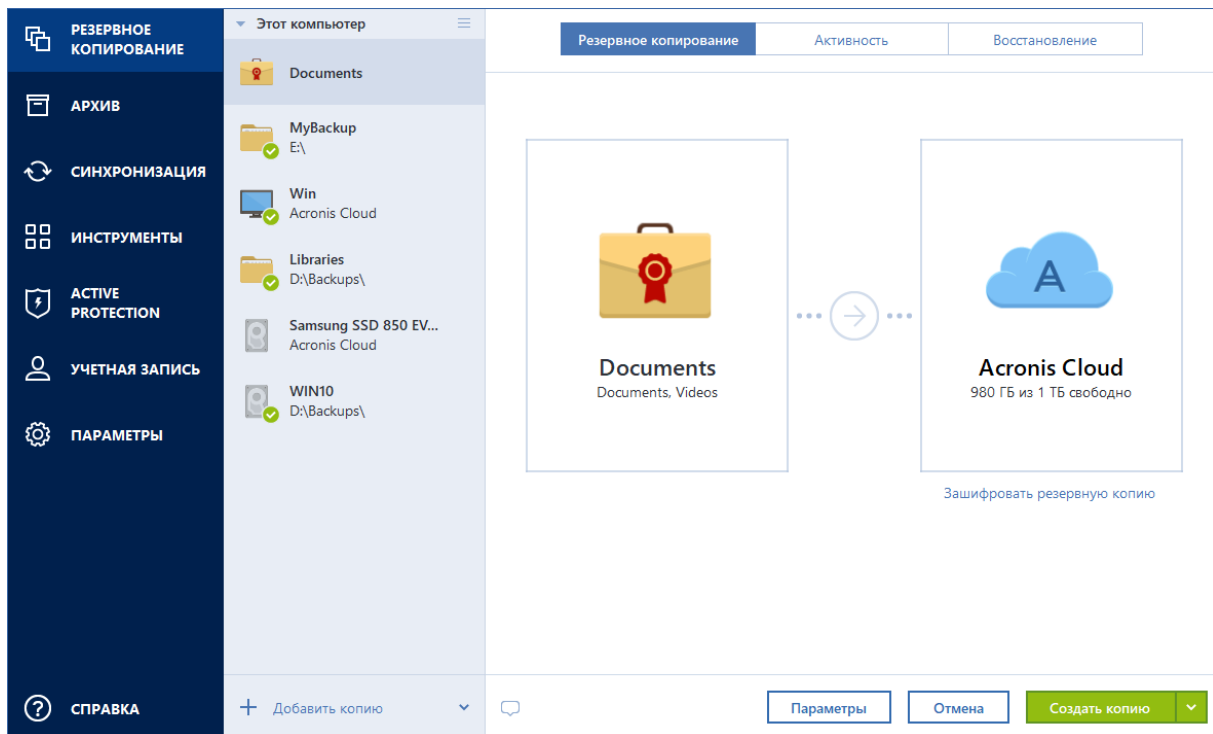 РЕЗЕРВНОЕ
КОПИРОВАНИЕ
АРХИВ
СИНХРОНИЗАЦИЯ
ИНСТРУМЕНТЫ
ACTIVE
PROTECTION
УЧЕТНАЯ ЗАПИСЬ
ПАРАМЕТРЫ
СПРАВКА
Этот компьютер
Documents
MyBackup
E:\
Win
Acronis Cloud
Libraries
D:\Backups\
Samsung SSD 850 EV...
Acronis Cloud
WIN10
D:\Backups\
Добавить копию
Резервное копирование
Активность
Восстановление
Documents
Documents, Videos
Acronis Cloud
980 ГБ из 1 ТБ свободно
Зашифровать резервную копию
Параметры
Отмена
Создать копию